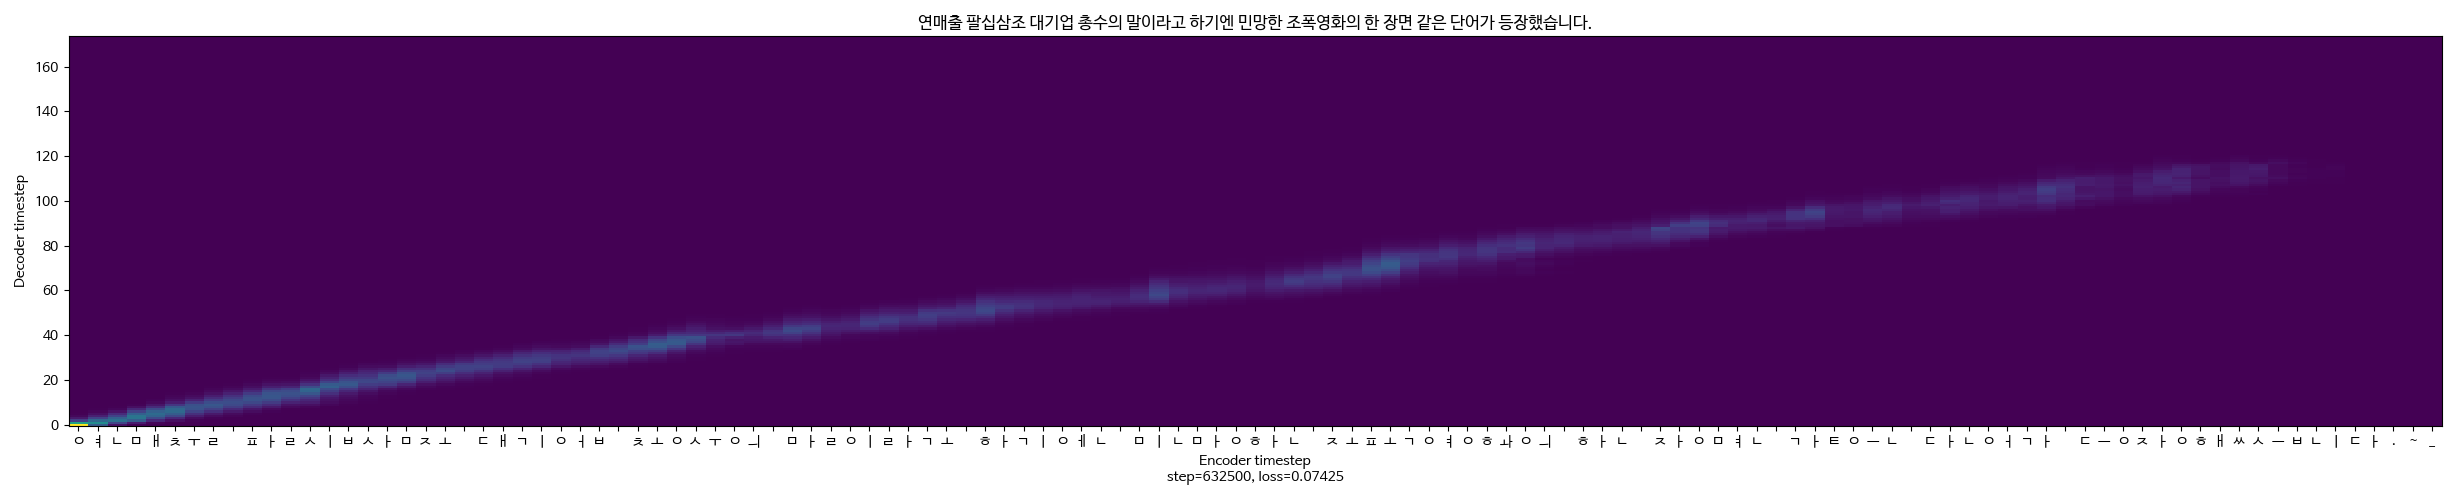 연매출 팔십삼조 대기업 총수의 말이라고 하기엔 민망한 조폭영화의 한 장면 같은 단어가 등장했습니다.
160
140
120
100
80
60
40
20
0
Decoder timestep
ㅇ ㅕ ㄴ ㅁ ㅐ ㅊ ㅜ ㄹ ㅍ ㅏ ㄹ ㅅ ㅣ ㅂ ㅅ ㅏ ㅁ ㅈ ㅗ ㄷ ㅐ ㄱ ㅣ ㅇ ㅓ ㅂ ㅊ ㅗ ㅇ ㅅ ㅜ ㅇ ㅢ ㅁ ㅏ ㄹ ㅇ ㅣ ㄹ ㅏ ㄱ ㅗ ㅎ ㅏ ㄱ ㅣ ㅇ ㅔ ㄴ ㅁ ㅣ ㄴ ㅁ ㅏ ㅇ ㅎ ㅏ ㄴ ㅈ ㅗ ㅍ ㅗ ㄱ ㅇ ㅕ ㅇ ㅎ ㅘ ㅇ ㅢ ㅎ ㅏ ㄴ ㅈ ㅏ ㅇ ㅁ ㅕ ㄴ ㄱ ㅏ ㅌ ㅇ ㅡ ㄴ ㄷ ㅏ ㄴ ㅇ ㅓ ㄱ ㅏ ㄷ ㅡ ㅇ ㅈ ㅏ ㅇ ㅎ ㅐ ㅆ ㅅ ㅡ ㅂ ㄴ ㅣ ㄷ ㅏ . ~ _
Encoder timestep
step=632500, loss=0.07425